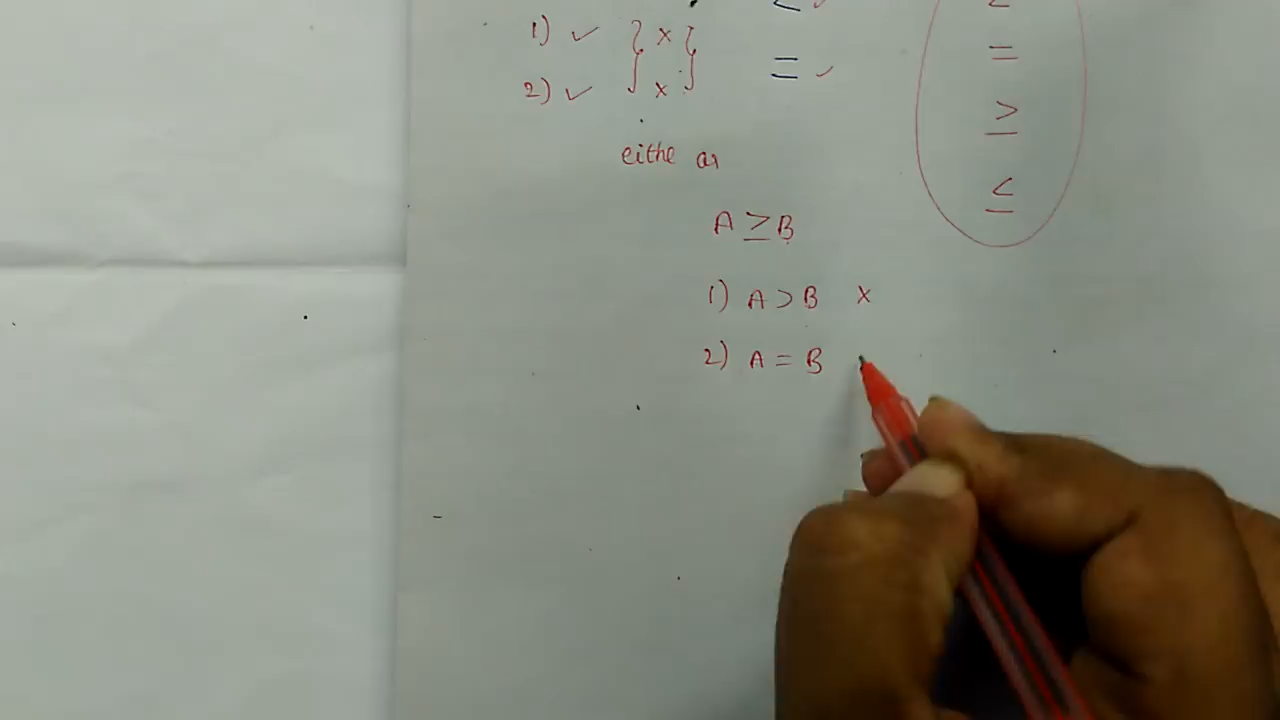 <
1) ✓ { x } = ✓
2) ✓ { x }
eithe or
A ≥ B
1) A > B x
2) A = B
<
=
≥
≤